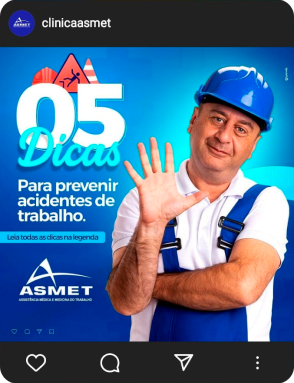 clinicaasmet
05
Dicas
Para prevenir
acidentes de
trabalho.
Leia todas as dicas na legenda
ASMET
ASSISTÊNCIA MÉDICA E MEDICINA DO TRABALHO